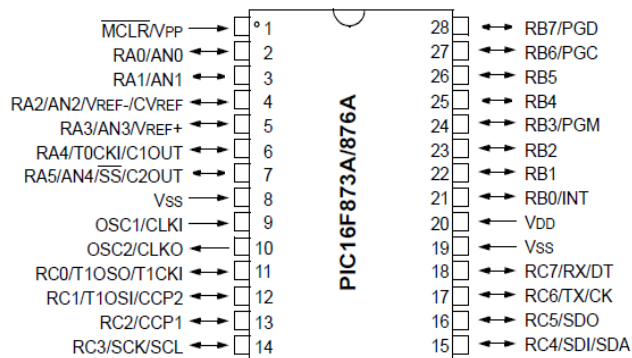 MCLR/VPP 1 28 RB7/PGD
RA0/AN0 2 27 RB6/PGC
RA1/AN1 3 26 RB5
RA2/AN2/VREF-/CVREF 4 25 RB4
RA3/AN3/VREF+ 5 24 RB3/PGM
RA4/T0CKI/C1OUT 6 23 RB2
RA5/AN4/SS/C2OUT 7 22 RB1
VSS 8 21 RB0/INT
OSC1/CLKI 9 20 VDD
OSC2/CLKO 10 19 VSS
RC0/T1OSO/T1CKI 11 18 RC7/RX/DT
RC1/T1OSI/CCP2 12 17 RC6/TX/CK
RC2/CCP1 13 16 RC5/SDO
RC3/SCK/SCL 14 15 RC4/SDI/SDA
PIC16F873A/876A